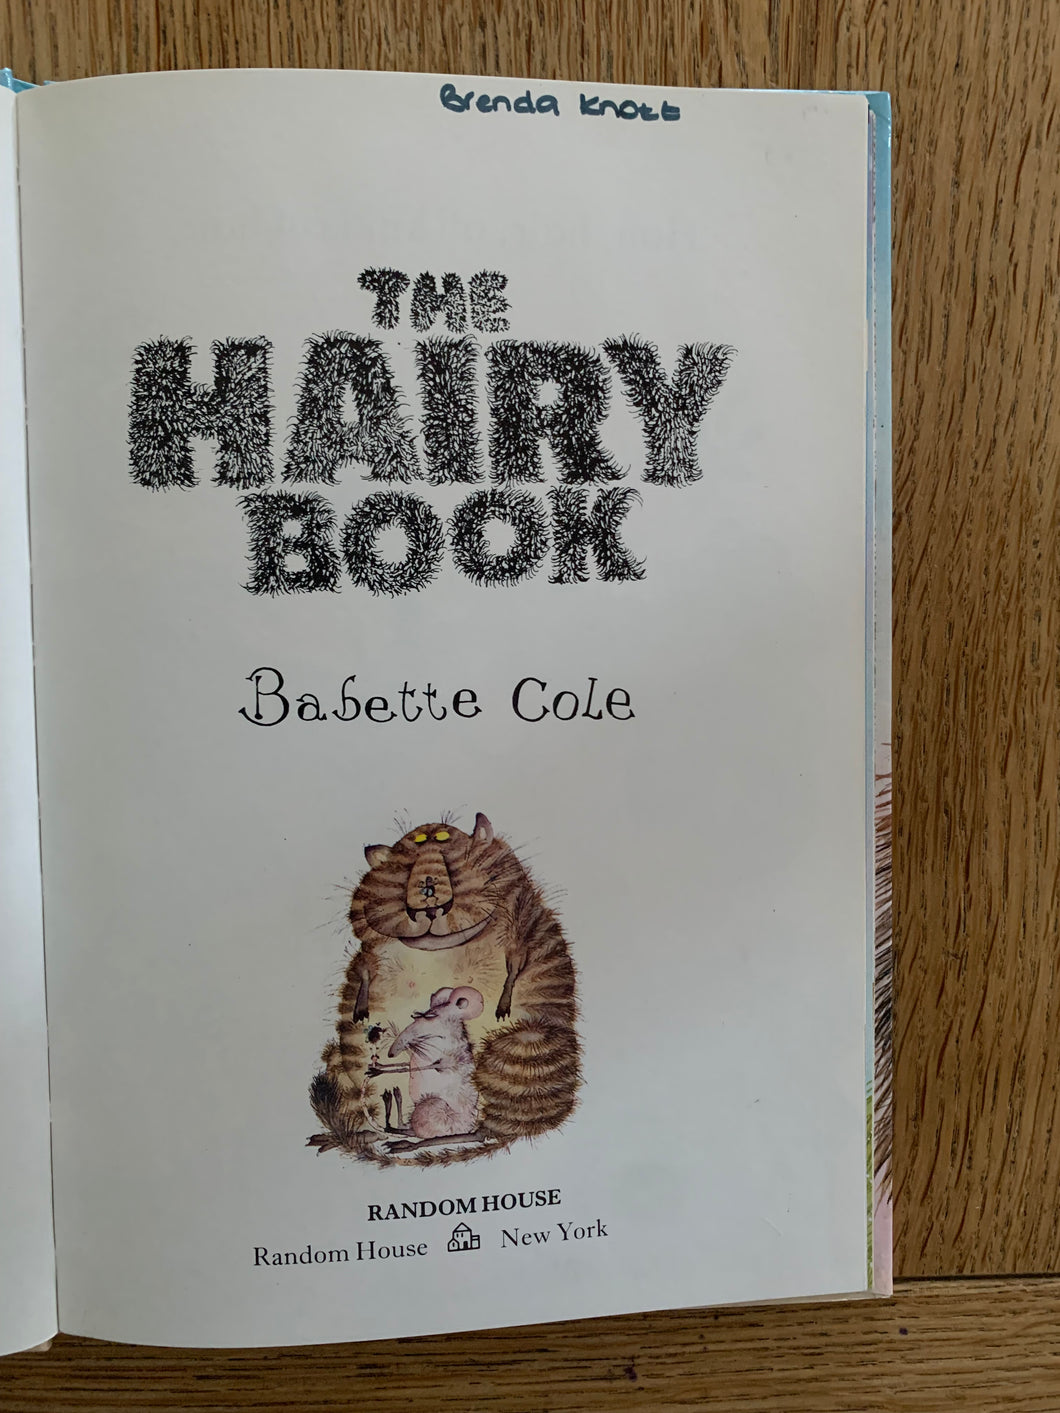 Brenda Knott
THE
HAIRY
BOOK
Babette Cole
RANDOM HOUSE
Random House New York